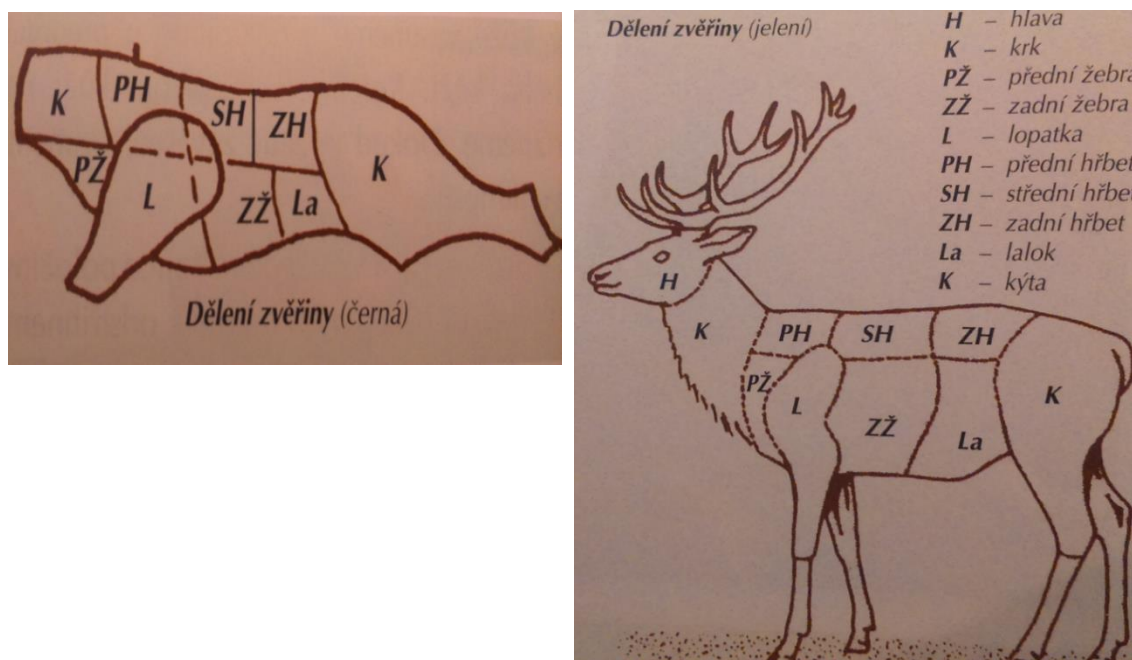 K
PH
SH
ZH
K
PŽ
L
ZŽ
La
Dělení zvěřiny (černá)
Dělení zvěřiny (jelení)
H – hlava
K – krk
PŽ – přední žebra
ZŽ – zadní žebra
L – lopatka
PH – přední hřbet
SH – střední hřbet
ZH – zadní hřbet
La – lalok
K – kýta
H
K
PH
SH
ZH
PŽ
L
K
ZŽ
La